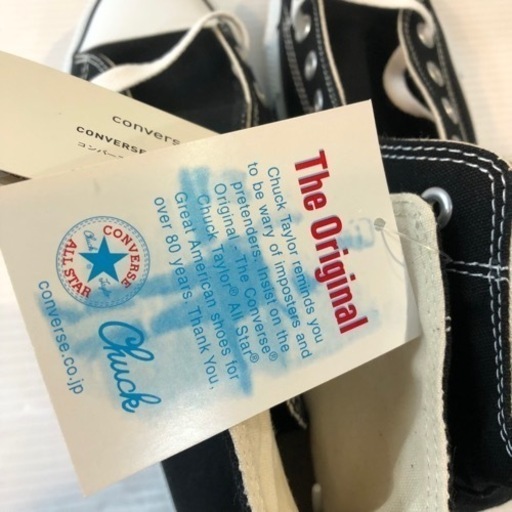 The Original
Chuck Taylor reminds you
to be wary of imposters and
pretenders. Insist on the
Original - The Converse®
Chuck Taylor® All Star®
Great American shoes for
over 80 years. Thank You,
Chuck
CONVERSE
ALL STAR
converse.co.jp
converse
CONVERSE